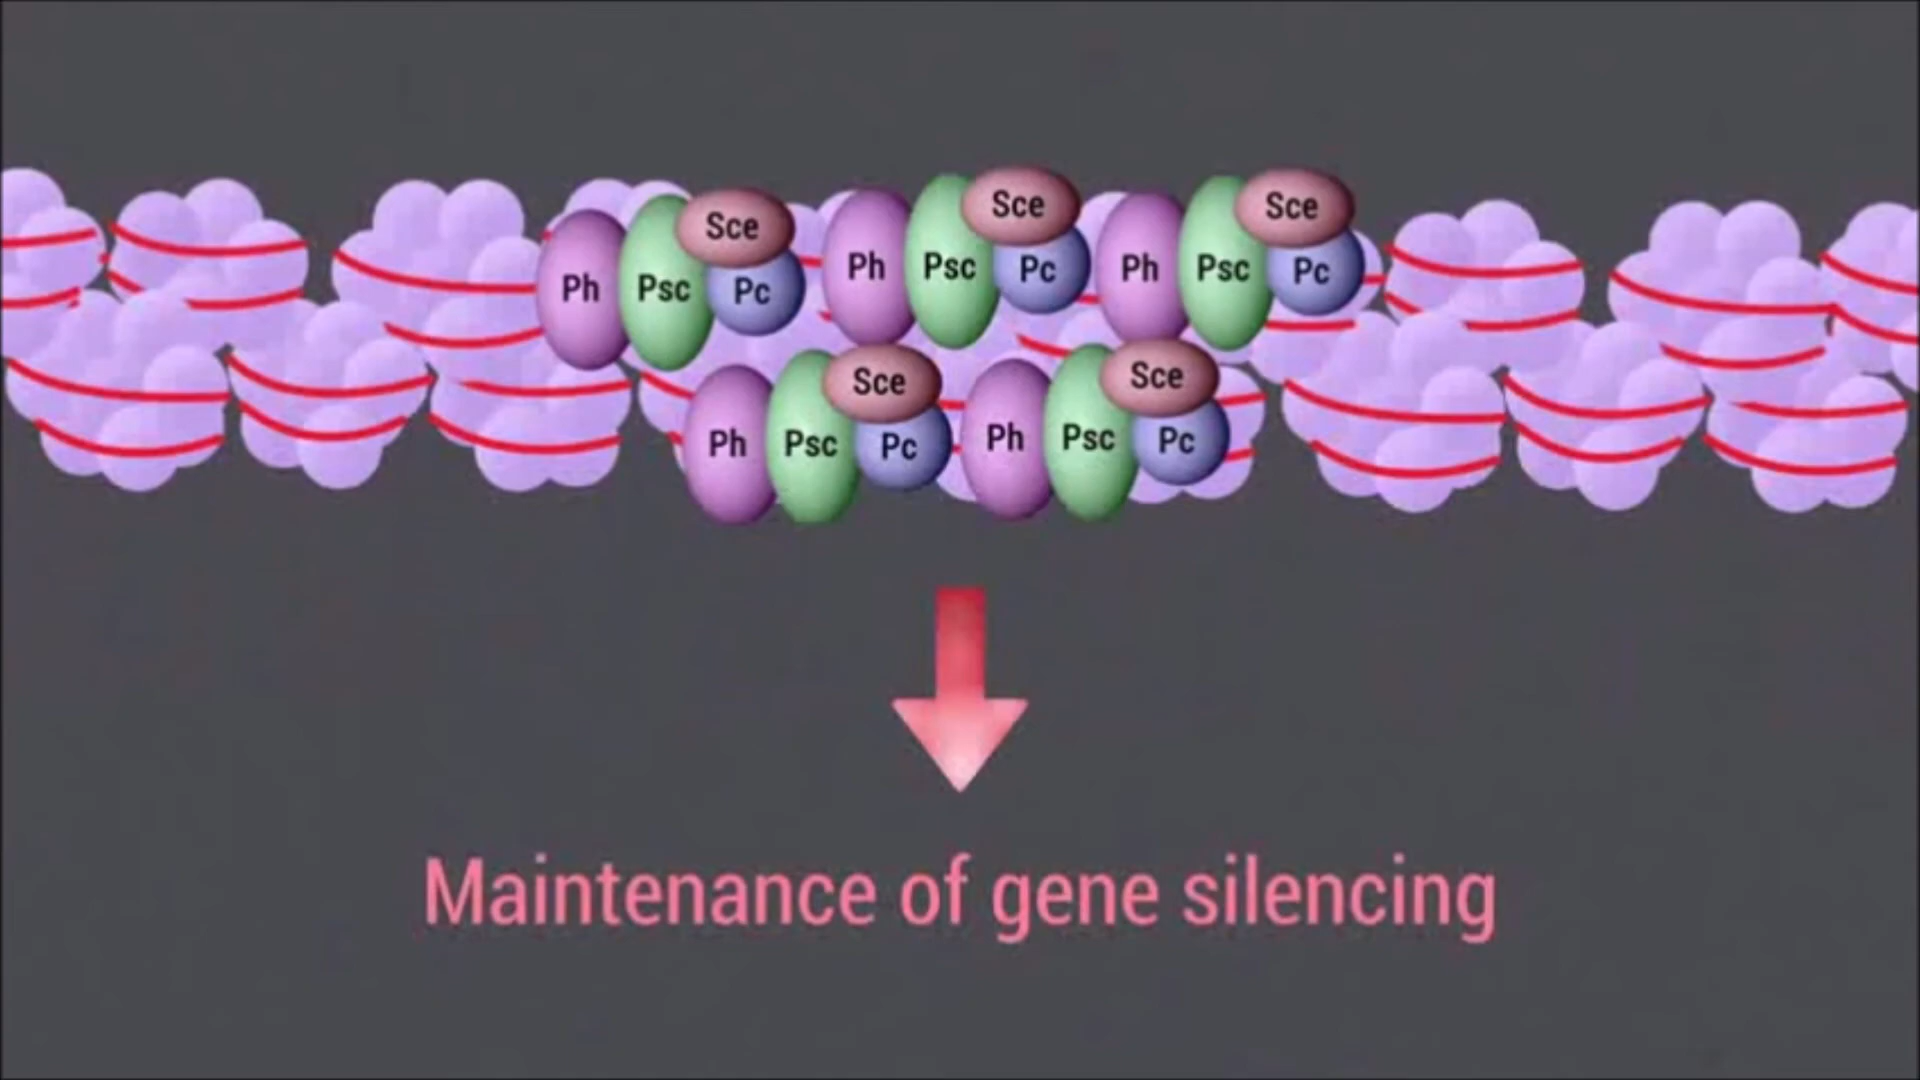 Sce Sce Sce
Ph Psc Pc Ph Psc Pc Ph Psc Pc
Sce Sce
Ph Psc Pc Ph Psc Pc
Maintenance of gene silencing